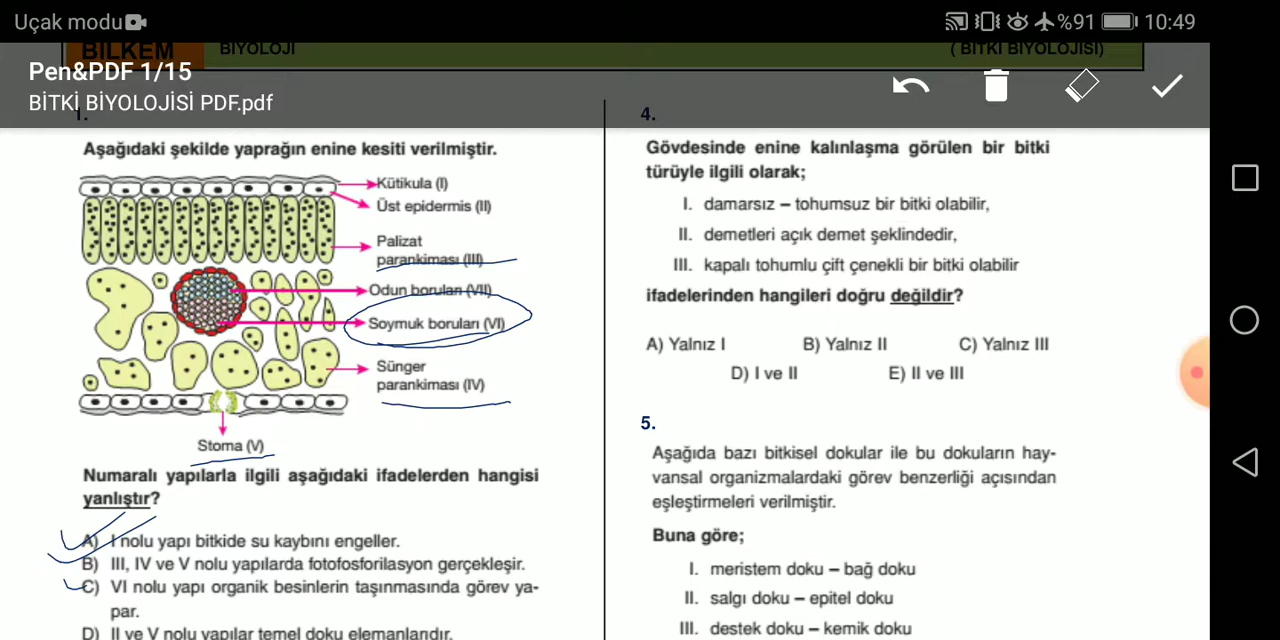 Uçak modu
%91 10:49
BİLKEM
BİYOLOJİ
( BİTKİ BİYOLOJİSİ)
Pen&PDF 1/15
BİTKİ BİYOLOJİSİ PDF.pdf
1.
Aşağıdaki şekilde yaprağın enine kesiti verilmiştir.
Kütikula (I)
Üst epidermis (II)
Palizat
parankiması (III)
Odun boruları (VII)
Soymuk boruları (VI)
Sünger
parankiması (IV)
Stoma (V)
Numaralı yapılarla ilgili aşağıdaki ifadelerden hangisi
yanlıştır?
A) I nolu yapı bitkide su kaybını engeller.
B) III, IV ve V nolu yapılarda fotofosforilasyon gerçekleşir.
C) VI nolu yapı organik besinlerin taşınmasında görev ya-
par.
D) II ve V nolu yapılar temel doku elemanlarıdır.
4.
Gövdesinde enine kalınlaşma görülen bir bitki
türüyle ilgili olarak;
I. damarsız – tohumsuz bir bitki olabilir,
II. demetleri açık demet şeklindedir,
III. kapalı tohumlu çift çenekli bir bitki olabilir
ifadelerinden hangileri doğru değildir?
A) Yalnız I B) Yalnız II C) Yalnız III
D) I ve II E) II ve III
5.
Aşağıda bazı bitkisel dokular ile bu dokuların hay-
vansal organizmalardaki görev benzerliği açısından
eşleştirmeleri verilmiştir.
Buna göre;
I. meristem doku – bağ doku
II. salgı doku – epitel doku
III. destek doku – kemik doku